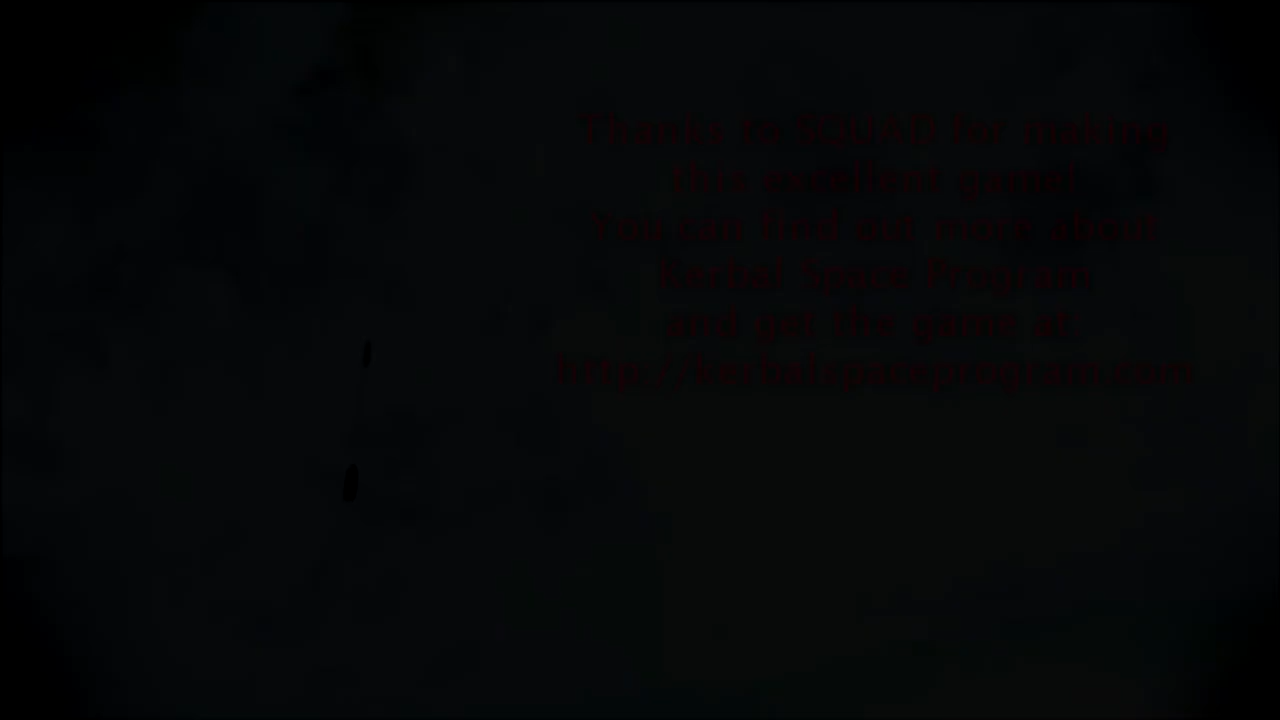 Thanks to SQUAD for making
this excellent game!
You can find out more about
Kerbal Space Program
and get the game at
http://kerbalspaceprogram.com